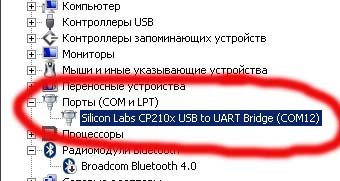 Компьютер
Контроллеры USB
Контроллеры запоминающих устройств
Мониторы
Мыши и иные указывающие устройства
Переносные устройства
Порты (COM и LPT)
Silicon Labs CP210x USB to UART Bridge (COM12)
Процессоры
Радиомодули Bluetooth
Broadcom Bluetooth 4.0